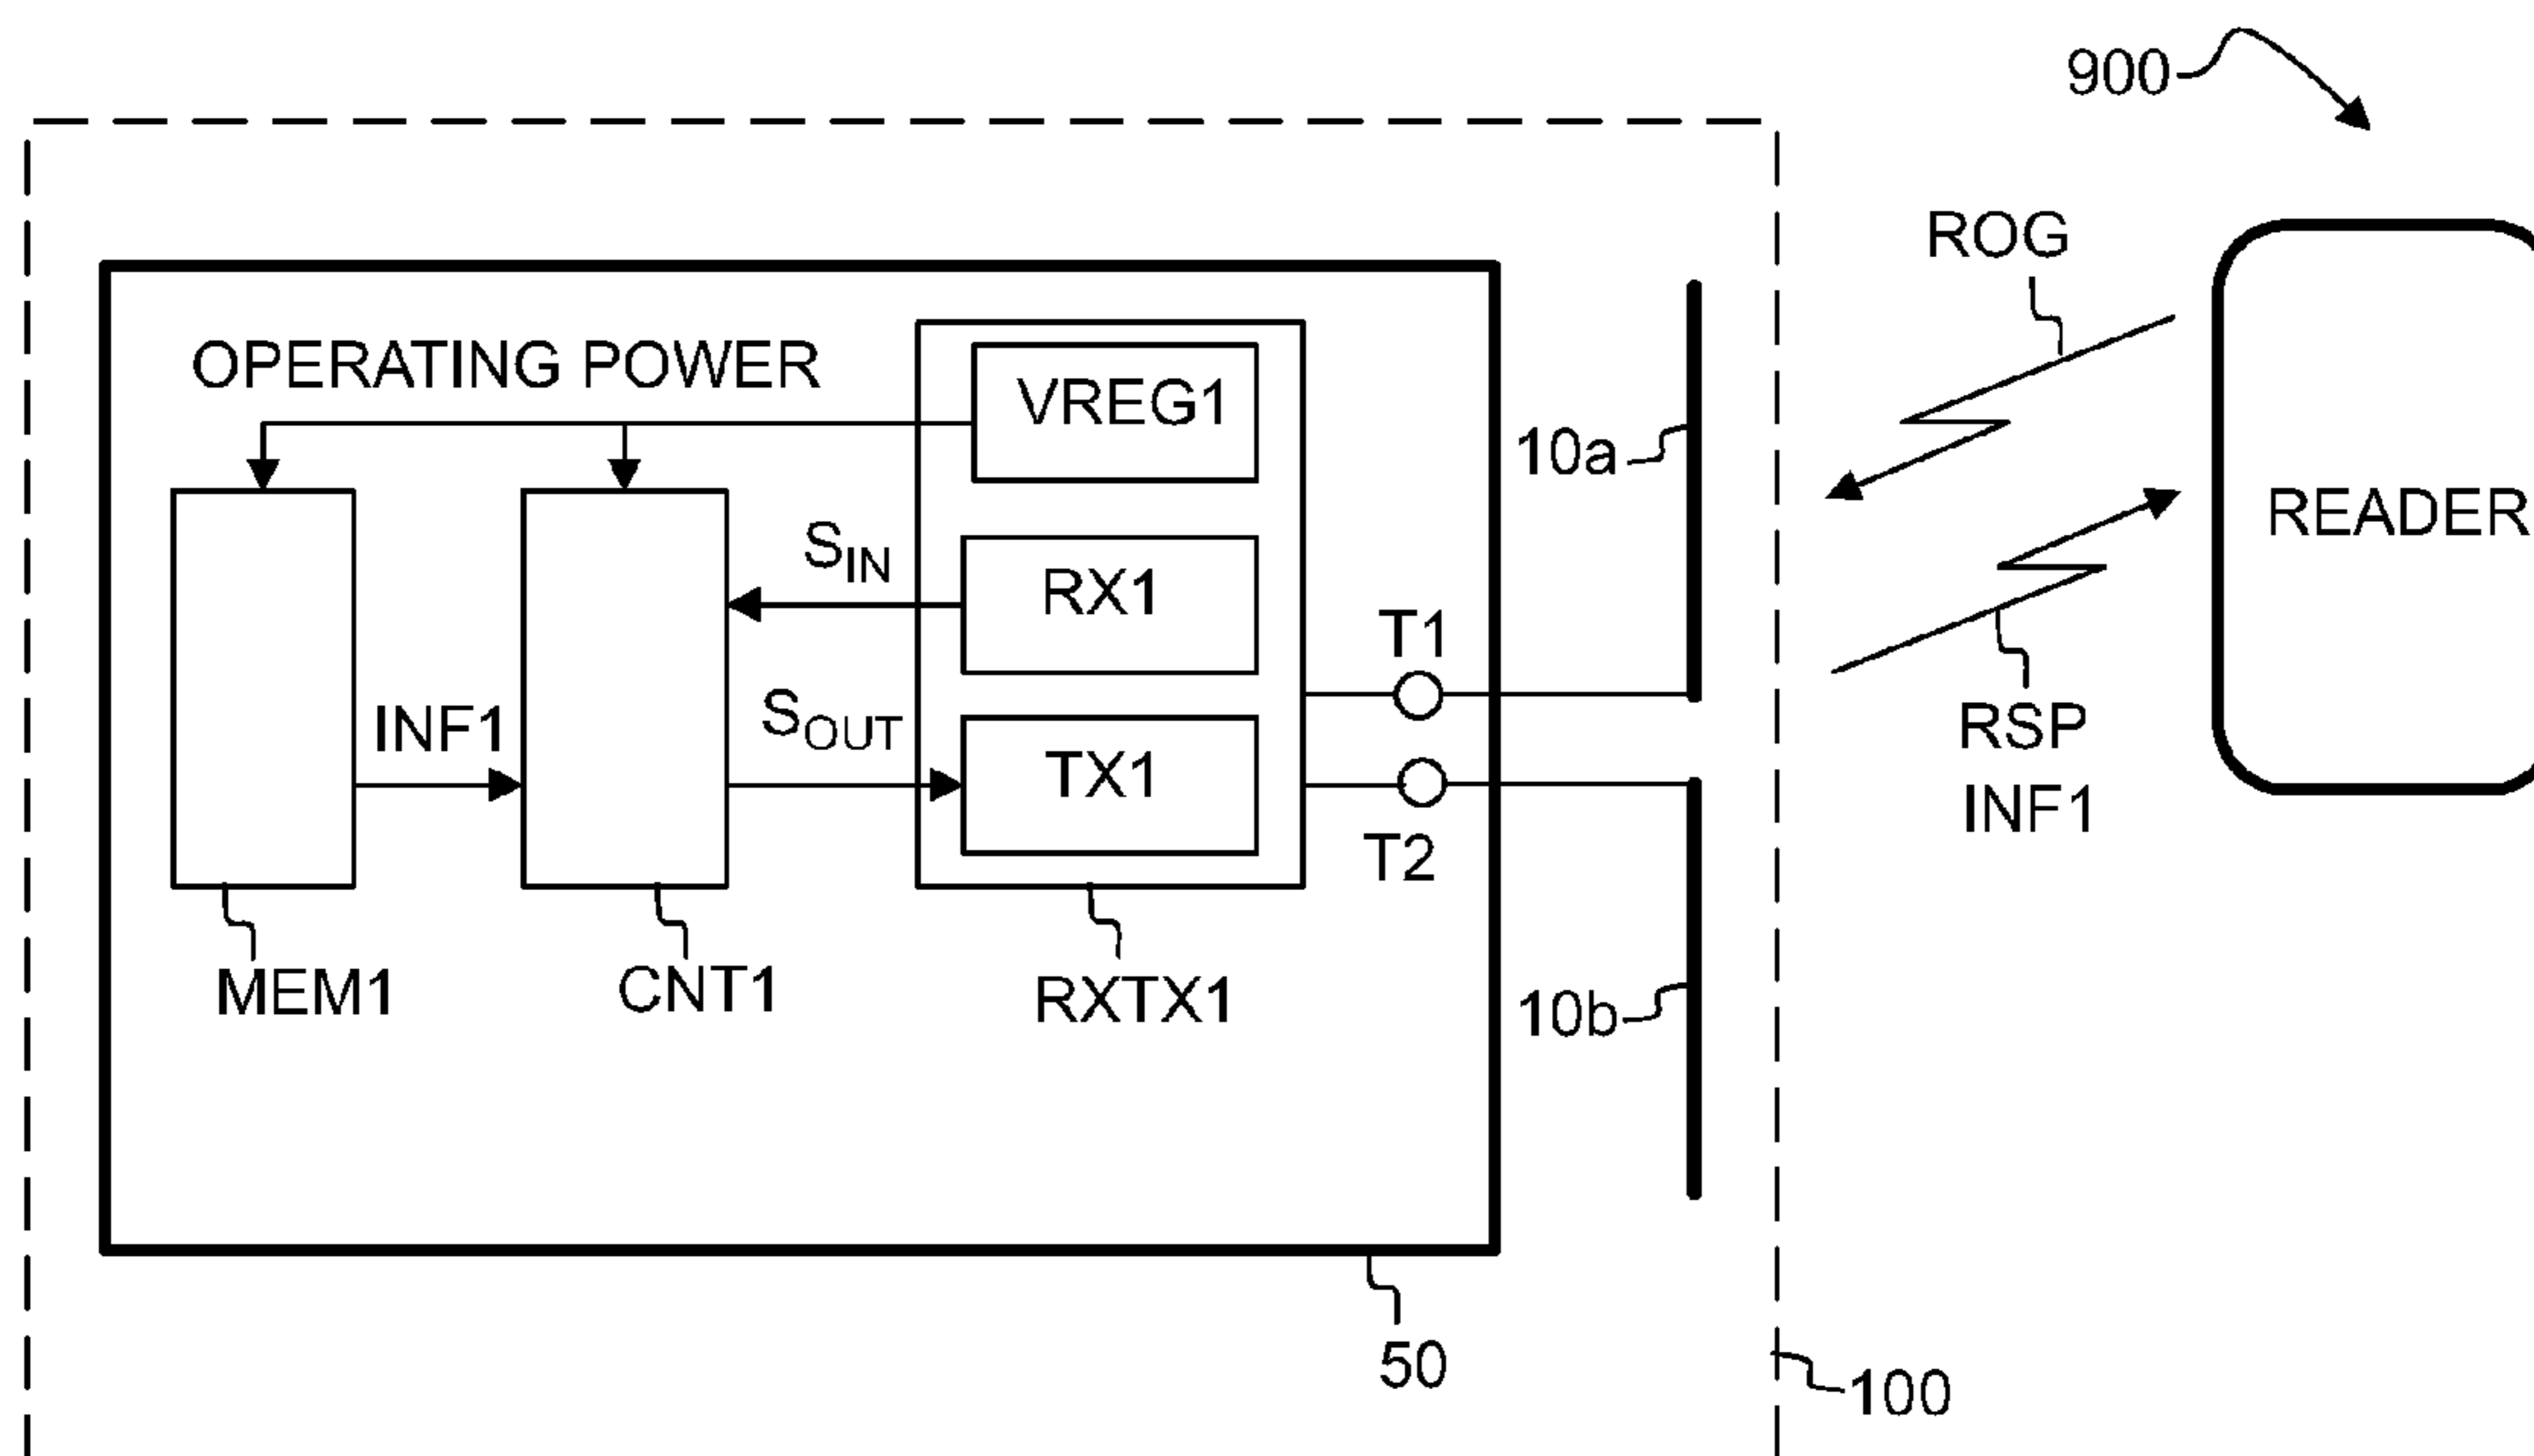 900
ROG
OPERATING POWER
VREG1
10a
READER
S_IN
RX1
T1
INF1
S_OUT
TX1
T2
RSP
INF1
MEM1
CNT1
RXTX1
10b
50
100